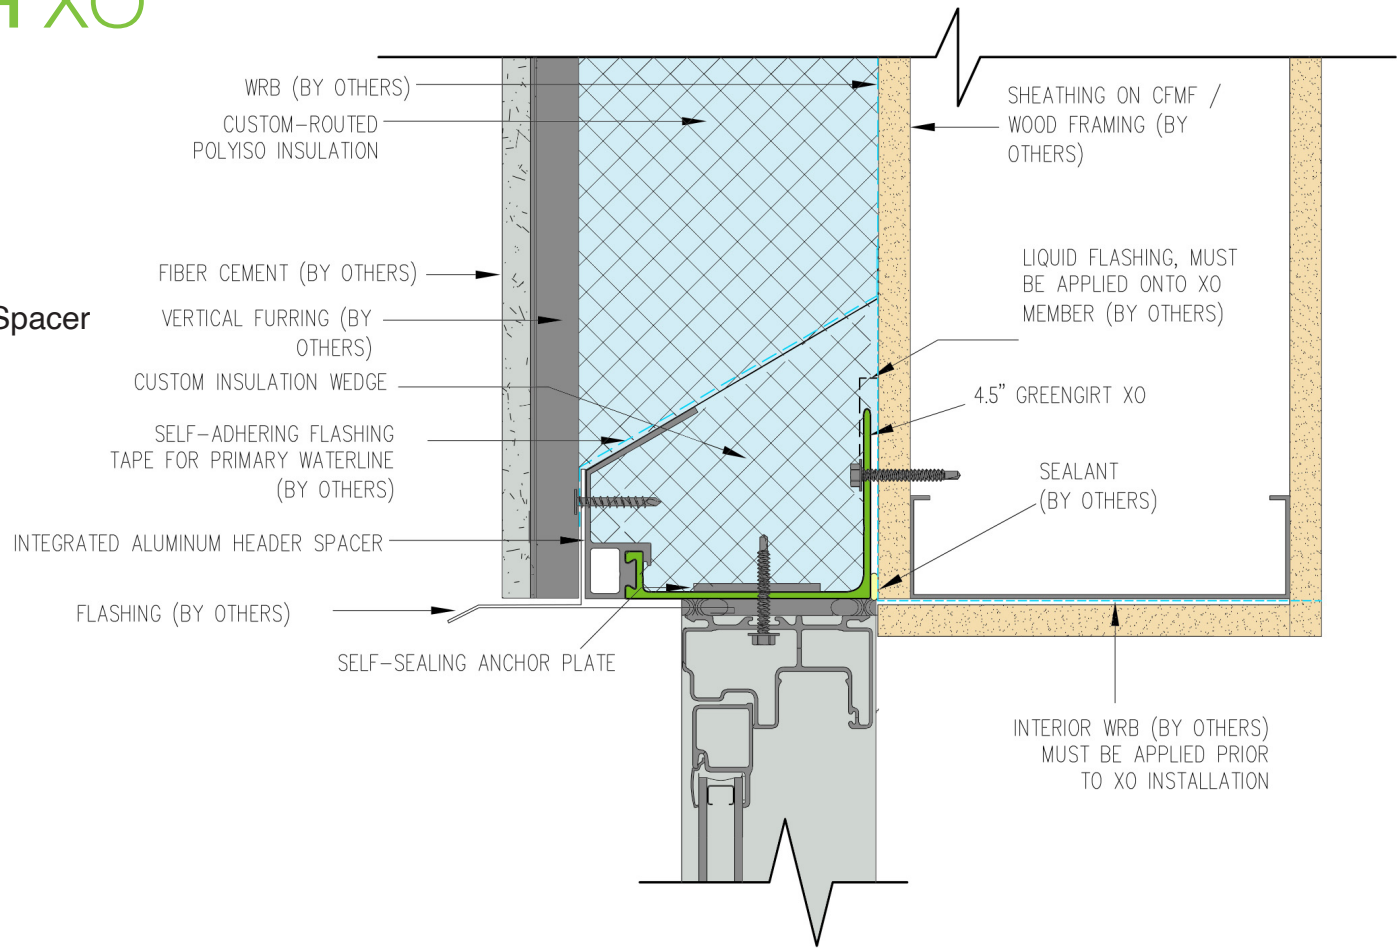 XO
WRB (BY OTHERS)
CUSTOM-ROUTED
POLYISO INSULATION
SHEATHING ON CFMF /
WOOD FRAMING (BY
OTHERS)
FIBER CEMENT (BY OTHERS)
Spacer
VERTICAL FURRING (BY
OTHERS)
CUSTOM INSULATION WEDGE
SELF-ADHERING FLASHING
TAPE FOR PRIMARY WATERLINE
(BY OTHERS)
INTEGRATED ALUMINUM HEADER SPACER
FLASHING (BY OTHERS)
SELF-SEALING ANCHOR PLATE
LIQUID FLASHING, MUST
BE APPLIED ONTO XO
MEMBER (BY OTHERS)
4.5" GREENGIRT XO
SEALANT
(BY OTHERS)
INTERIOR WRB (BY OTHERS)
MUST BE APPLIED PRIOR
TO XO INSTALLATION